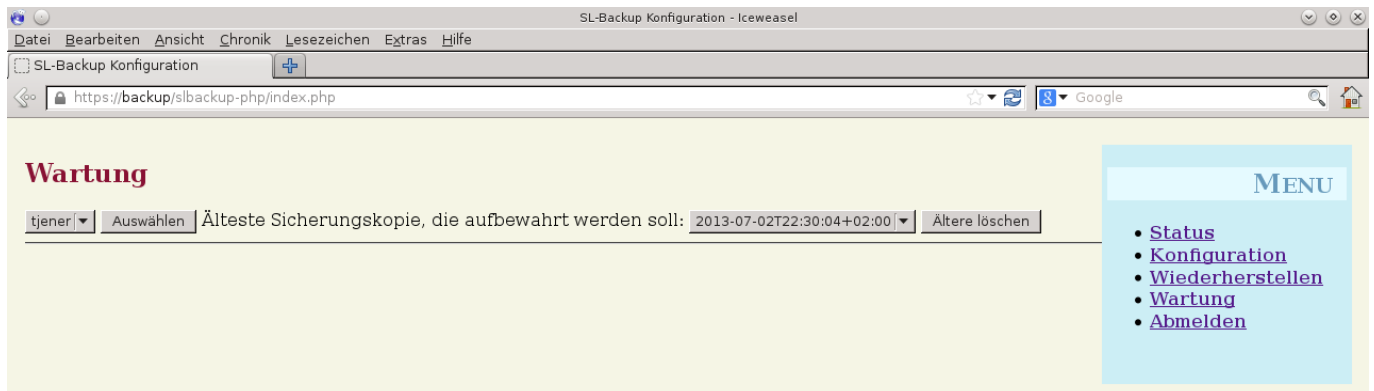 SL-Backup Konfiguration - Iceweasel
Datei Bearbeiten Ansicht Chronik Lesezeichen Extras Hilfe
SL-Backup Konfiguration
https://backup/slbackup-php/index.php
Google
Wartung
tjener Auswählen Älteste Sicherungskopie, die aufbewahrt werden soll: 2013-07-02T22:30:04+02:00 Ältere löschen
MENU
Status
Konfiguration
Wiederherstellen
Wartung
Abmelden